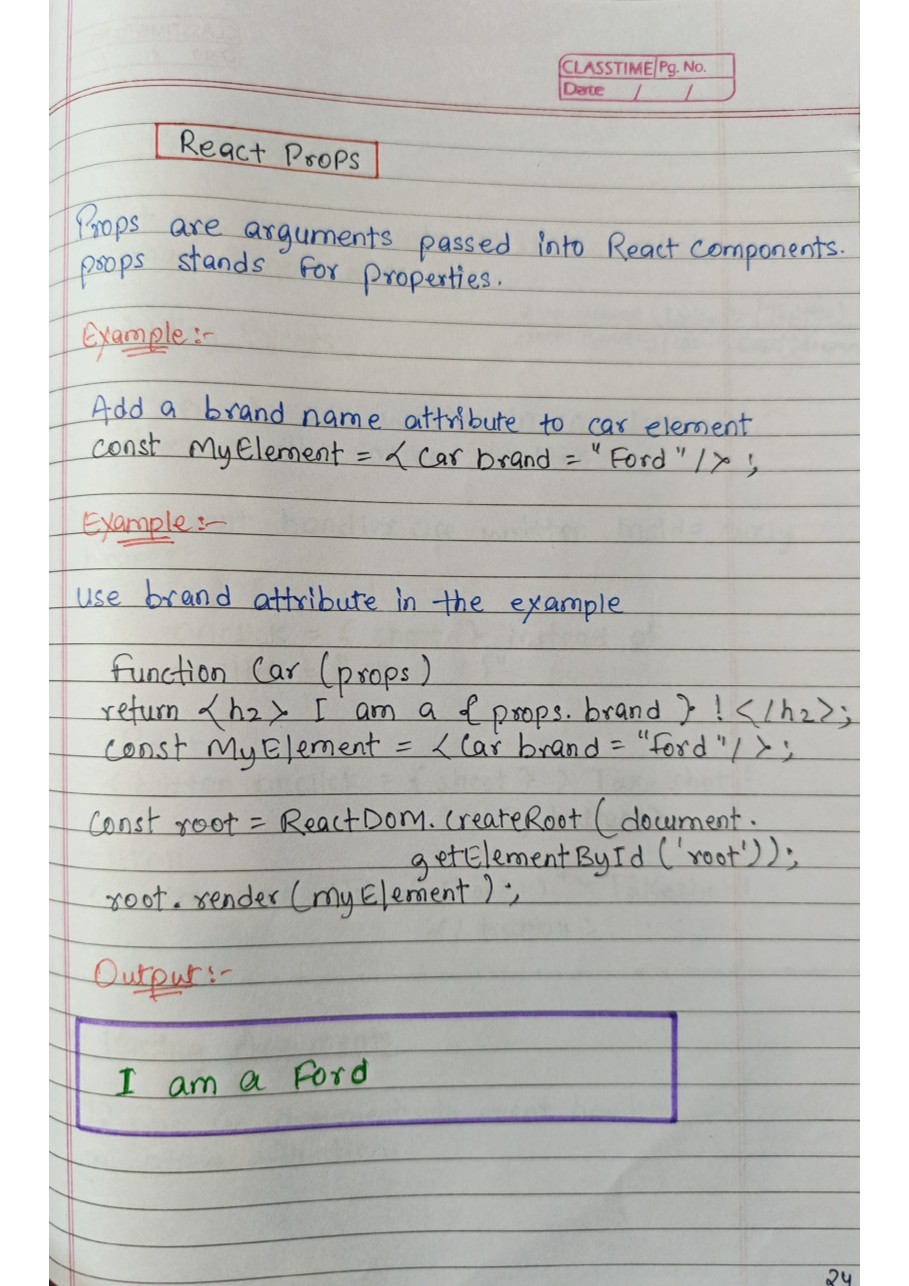 CLASSTIME Pg. No.
Date / /
React Props
Props are arguments passed into React Components.
props stands for properties.
Example:-
Add a brand name attribute to car element
const MyElement = < Car brand = "Ford" />;
Example:-
Use brand attribute in the example
function Car (props)
return <h2> I am a { props.brand } ! </h2>;
const MyElement = < Car brand = "Ford" />;
const root = ReactDOM.createRoot (document.
getElementById ('root'));
root.render (myElement);
Output:-
I am a Ford
24